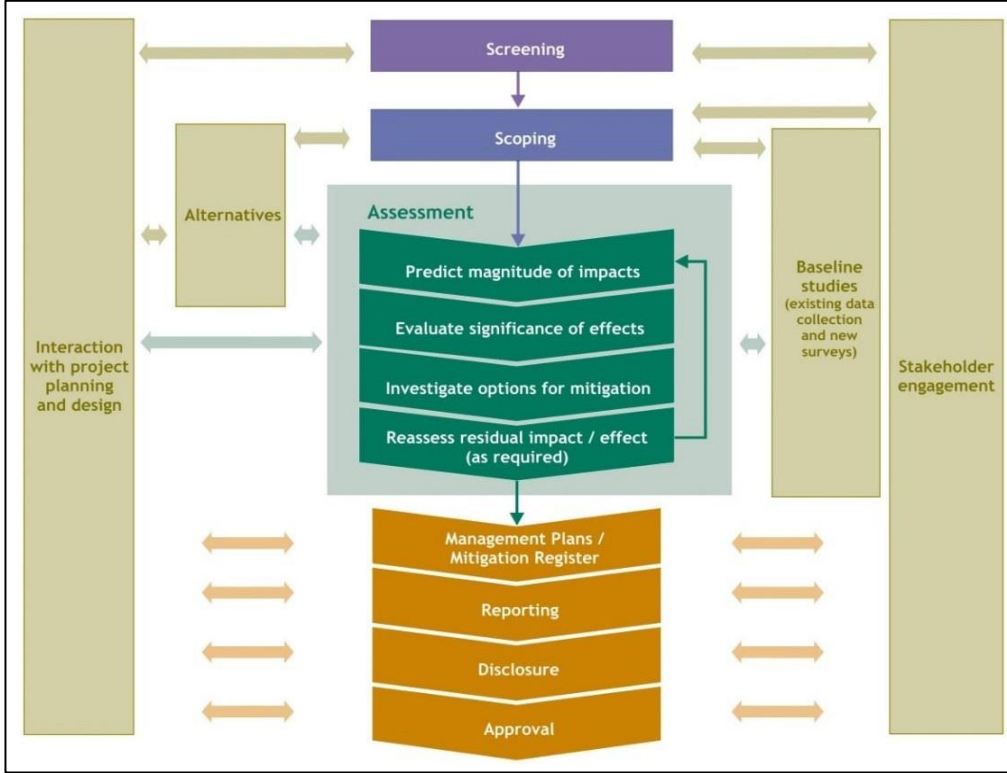 Screening
Scoping
Alternatives
Assessment
Predict magnitude of impacts
Evaluate significance of effects
Investigate options for mitigation
Reassess residual impact / effect
(as required)
Baseline
studies
(existing data
collection
and new
surveys)
Interaction
with project
planning
and design
Stakeholder
engagement
Management Plans /
Mitigation Register
Reporting
Disclosure
Approval